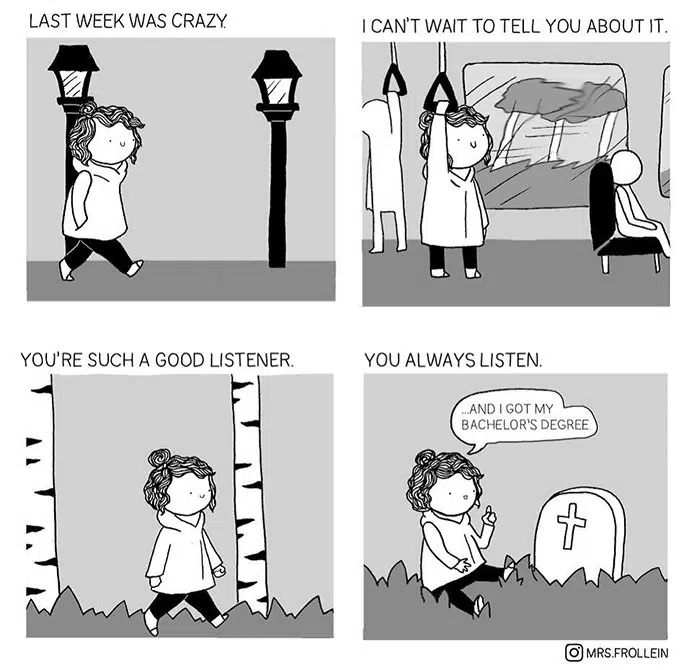 LAST WEEK WAS CRAZY.
I CAN'T WAIT TO TELL YOU ABOUT IT.
YOU'RE SUCH A GOOD LISTENER.
YOU ALWAYS LISTEN.
...AND I GOT MY
BACHELOR'S DEGREE.
MRS.FROLLEIN